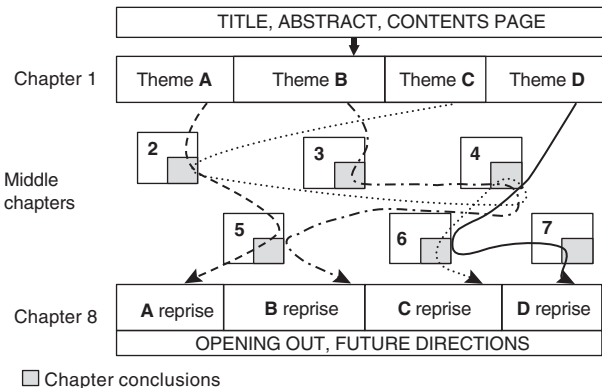 TITLE, ABSTRACT, CONTENTS PAGE
Chapter 1
Theme A
Theme B
Theme C
Theme D
2
3
4
Middle
chapters
5
6
7
Chapter 8
A reprise
B reprise
C reprise
D reprise
OPENING OUT, FUTURE DIRECTIONS
Chapter conclusions